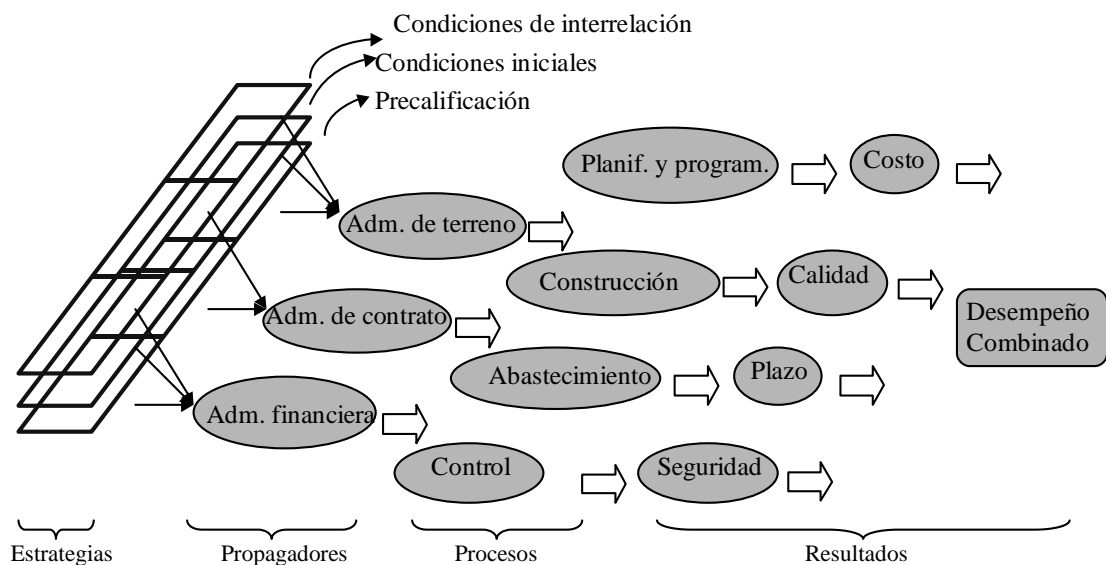 Condiciones de interrelación
Condiciones iniciales
Precalificación
Planif. y program.
Costo
Adm. de terreno
Construcción
Calidad
Adm. de contrato
Desempeño
Combinado
Abastecimiento
Plazo
Adm. financiera
Control
Seguridad
Estrategias
Propagadores
Procesos
Resultados